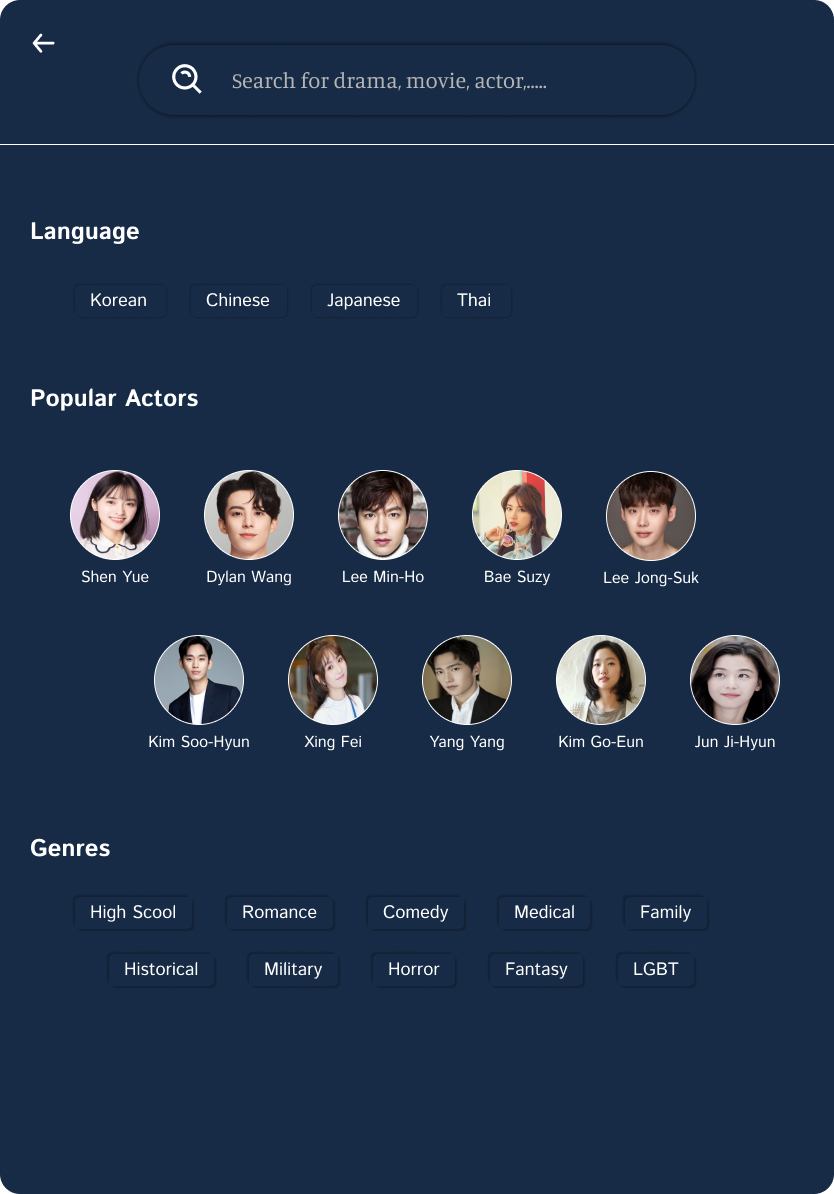 Search for drama, movie, actor,.....
Language
Korean Chinese Japanese Thai
Popular Actors
Shen Yue Dylan Wang Lee Min-Ho Bae Suzy Lee Jong-Suk
Kim Soo-Hyun Xing Fei Yang Yang Kim Go-Eun Jun Ji-Hyun
Genres
High Scool Romance Comedy Medical Family
Historical Military Horror Fantasy LGBT